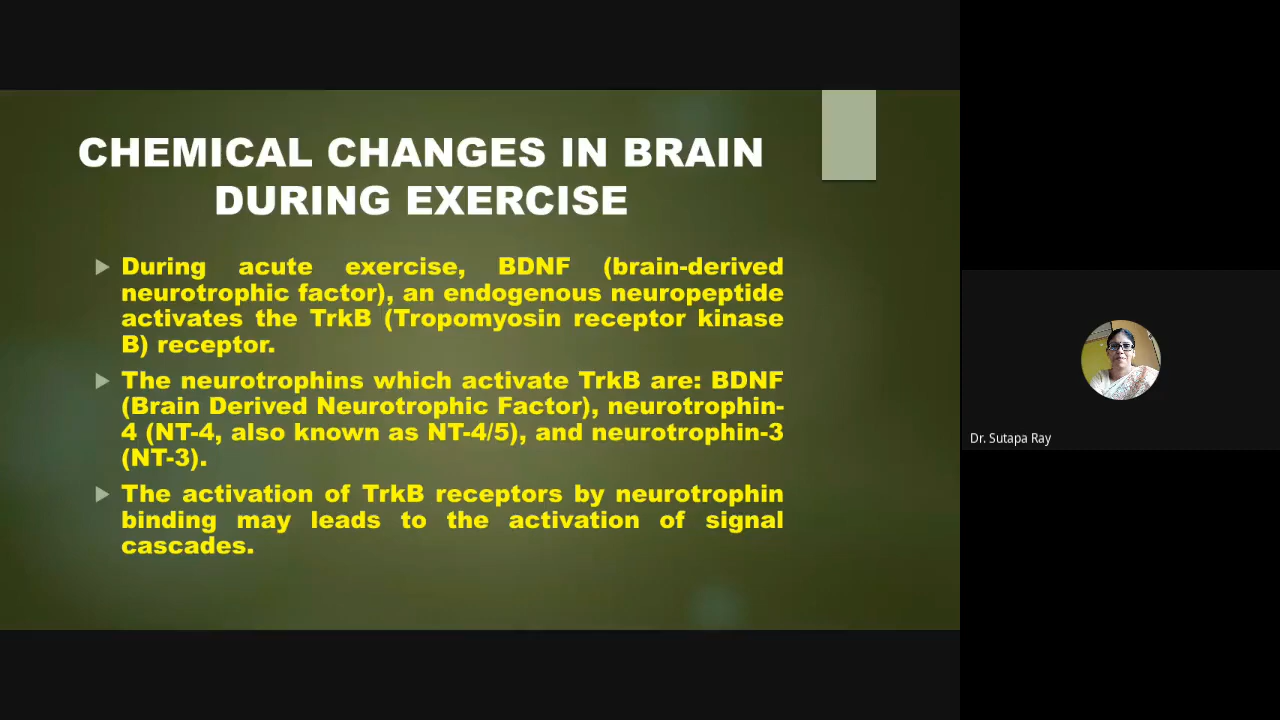 CHEMICAL CHANGES IN BRAIN
DURING EXERCISE
During acute exercise, BDNF (brain-derived
neurotrophic factor), an endogenous neuropeptide
activates the TrkB (Tropomyosin receptor kinase
B) receptor.
The neurotrophins which activate TrkB are: BDNF
(Brain Derived Neurotrophic Factor), neurotrophin-
4 (NT-4, also known as NT-4/5), and neurotrophin-3
(NT-3).
The activation of TrkB receptors by neurotrophin
binding may leads to the activation of signal
cascades.
Dr. Sutapa Ray